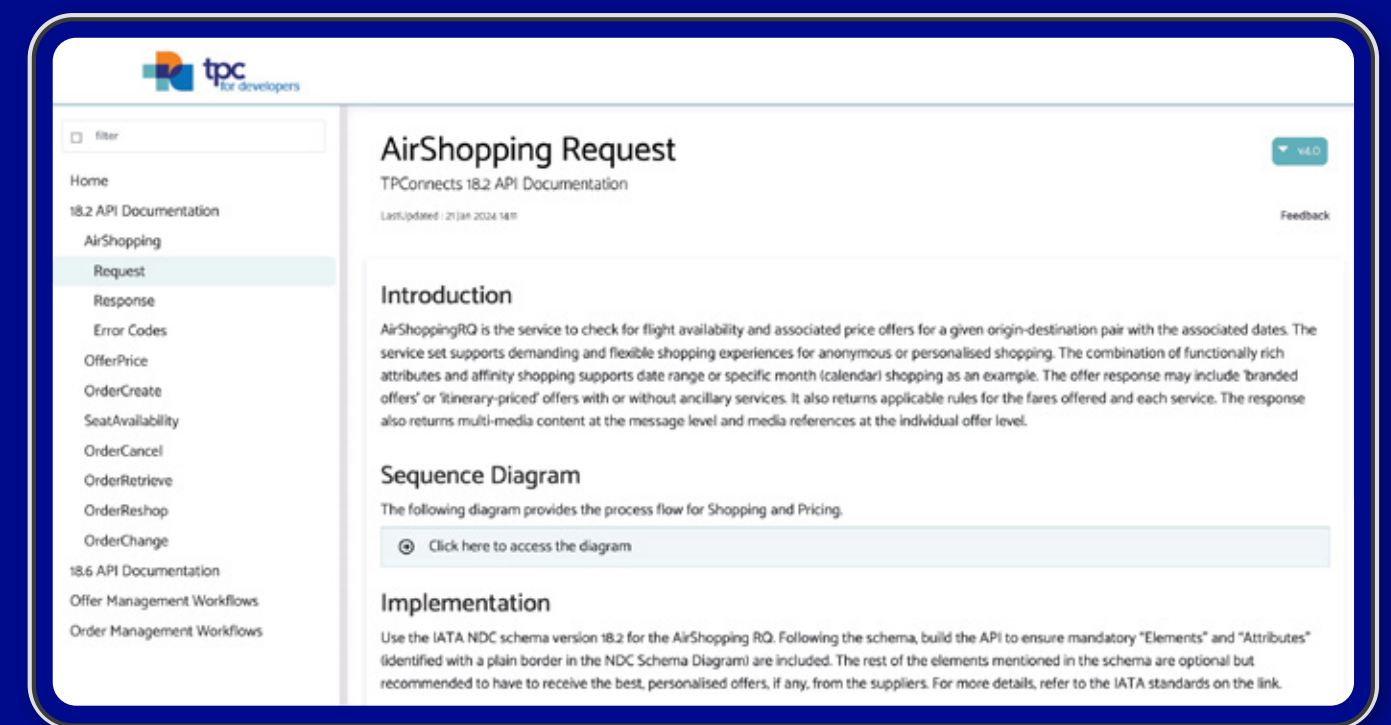 tpc
for developers
filter
Home
18.2 API Documentation
AirShopping
Request
Response
Error Codes
OfferPrice
OrderCreate
SeatAvailability
OrderCancel
OrderRetrieve
OrderReshop
OrderChange
18.6 API Documentation
Offer Management Workflows
Order Management Workflows
AirShopping Request
v4.0
TPConnects 18.2 API Documentation
LastUpdated : 21 Jan 2024 14:11
Feedback
Introduction
AirShoppingRQ is the service to check for flight availability and associated price offers for a given origin-destination pair with the associated dates. The
service set supports demanding and flexible shopping experiences for anonymous or personalised shopping. The combination of functionally rich
attributes and affinity shopping supports date range or specific month (calendar) shopping as an example. The offer response may include 'branded
offers' or 'itinerary-priced' offers with or without ancillary services. It also returns applicable rules for the fares offered and each service. The response
also returns multi-media content at the message level and media references at the individual offer level.
Sequence Diagram
The following diagram provides the process flow for Shopping and Pricing.
Click here to access the diagram
Implementation
Use the IATA NDC schema version 18.2 for the AirShopping RQ. Following the schema, build the API to ensure mandatory "Elements" and "Attributes"
(identified with a plain border in the NDC Schema Diagram) are included. The rest of the elements mentioned in the schema are optional but
recommended to have to receive the best, personalised offers, if any, from the suppliers. For more details, refer to the IATA standards on the link.